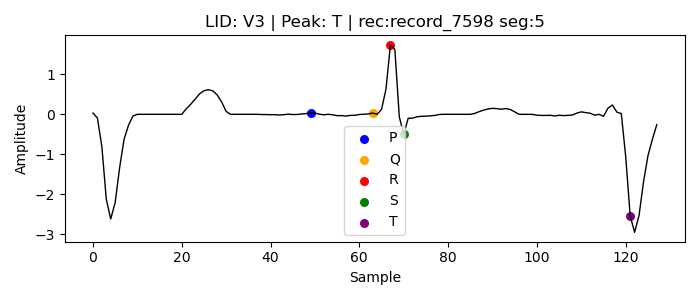 LID: V3 | Peak: T | rec:record_7598 seg:5
Amplitude
1
0
−1
−2
−3
P
Q
R
S
T
0 20 40 60 80 100 120
Sample